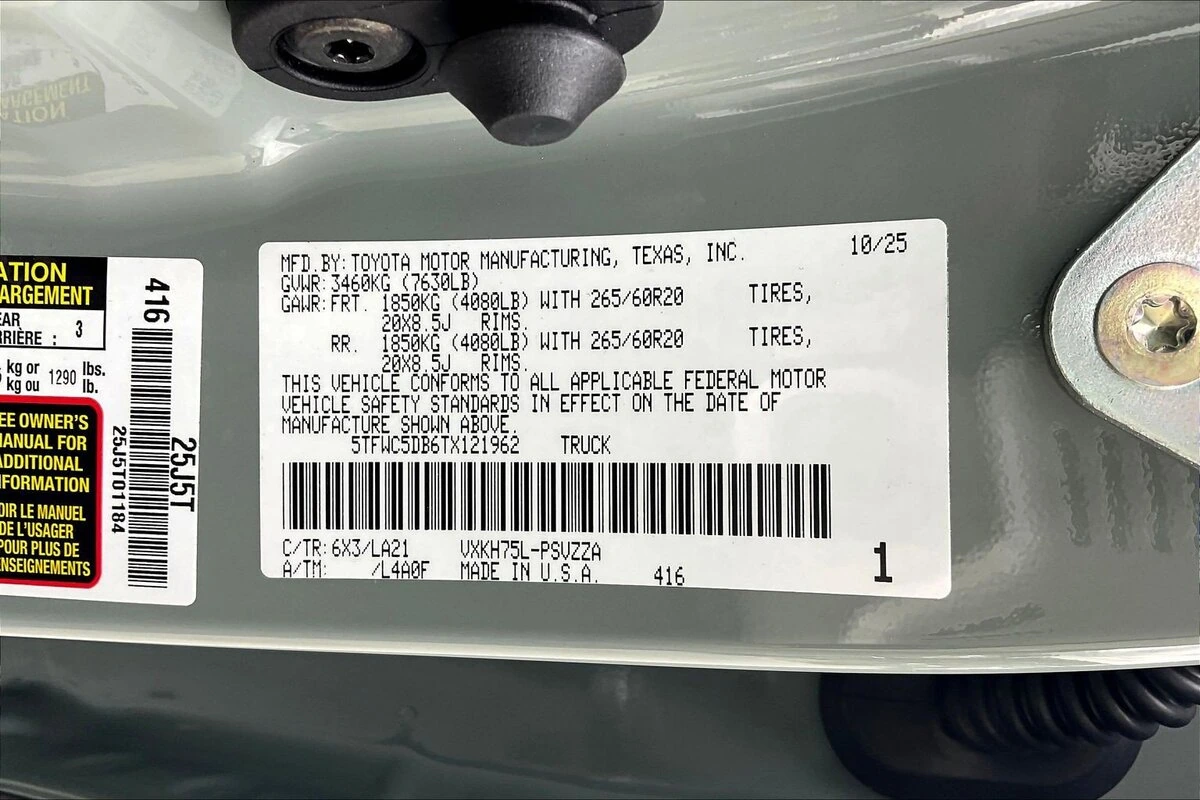 ATION
ARGEMENT
EAR
RRIÈRE : 3
kg or 1290 lbs.
kg ou lb.
EE OWNER'S
MANUAL FOR
ADDITIONAL
NFORMATION
OIR LE MANUEL
DE L'USAGER
POUR PLUS DE
ENSEIGNEMENTS
416
25J5T
25J5T01184
MFD.BY:TOYOTA MOTOR MANUFACTURING, TEXAS, INC. 10/25
GVWR:3460KG (7630LB)
GAWR:FRT. 1850KG (4080LB) WITH 265/60R20 TIRES,
20X8.5J RIMS.
RR. 1850KG (4080LB) WITH 265/60R20 TIRES,
20X8.5J RIMS.
THIS VEHICLE CONFORMS TO ALL APPLICABLE FEDERAL MOTOR
VEHICLE SAFETY STANDARDS IN EFFECT ON THE DATE OF
MANUFACTURE SHOWN ABOVE.
5TFWC5DB6TX121962 TRUCK
C/TR:6X3/LA21 VXKH75L-PSVZZA
A/TM: /L4A0F MADE IN U.S.A. 416
1